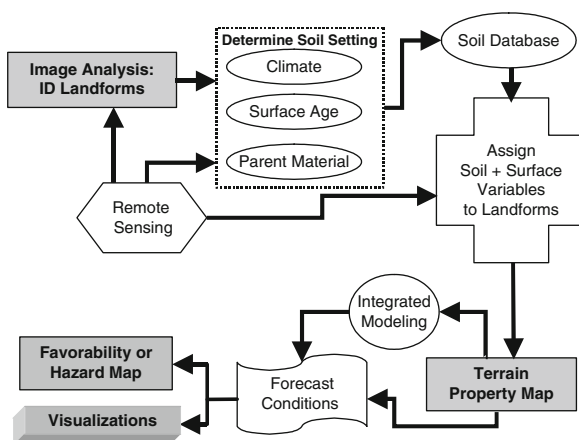 Determine Soil Setting
Image Analysis:
ID Landforms
Climate
Surface Age
Parent Material
Soil Database
Remote
Sensing
Assign
Soil + Surface
Variables
to Landforms
Integrated
Modeling
Favorability or
Hazard Map
Forecast
Conditions
Terrain
Property Map
Visualizations